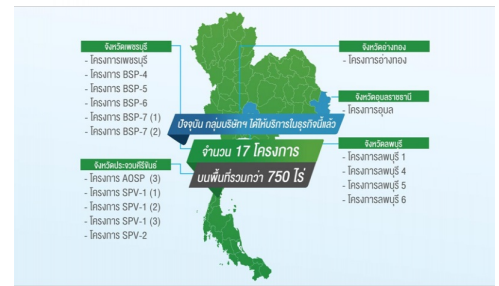 จังหวัดเพชรบุรี
- โครงการเพชรบุรี
- โครงการ BSP-4
- โครงการ BSP-5
- โครงการ BSP-6
- โครงการ BSP-7 (1)
- โครงการ BSP-7 (2)
จังหวัดประจวบคีรีขันธ์
- โครงการ AOSP (3)
- โครงการ SPV-1 (1)
- โครงการ SPV-1 (2)
- โครงการ SPV-1 (3)
- โครงการ SPV-2
ปัจจุบัน กลุ่มบริษัทฯ ได้ให้บริการในธุรกิจนี้แล้ว
จำนวน 17 โครงการ
บนพื้นที่รวมกว่า 750 ไร่
จังหวัดอ่างทอง
- โครงการอ่างทอง
จังหวัดอุบลราชธานี
- โครงการอุบล
จังหวัดลพบุรี
- โครงการลพบุรี 1
- โครงการลพบุรี 4
- โครงการลพบุรี 5
- โครงการลพบุรี 6